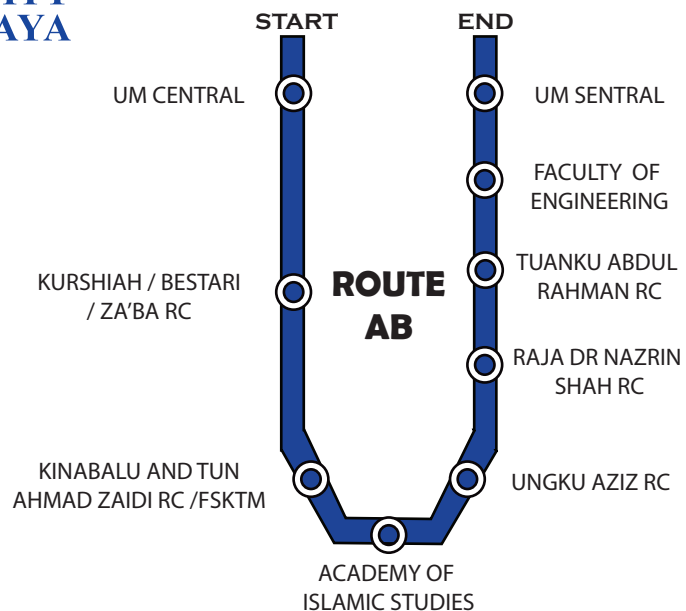 AYA
START
END
UM CENTRAL
UM SENTRAL
FACULTY OF
ENGINEERING
KURSHIAH / BESTARI
/ ZA'BA RC
ROUTE
AB
TUANKU ABDUL
RAHMAN RC
RAJA DR NAZRIN
SHAH RC
KINABALU AND TUN
AHMAD ZAIDI RC /FSKTM
UNGKU AZIZ RC
ACADEMY OF
ISLAMIC STUDIES